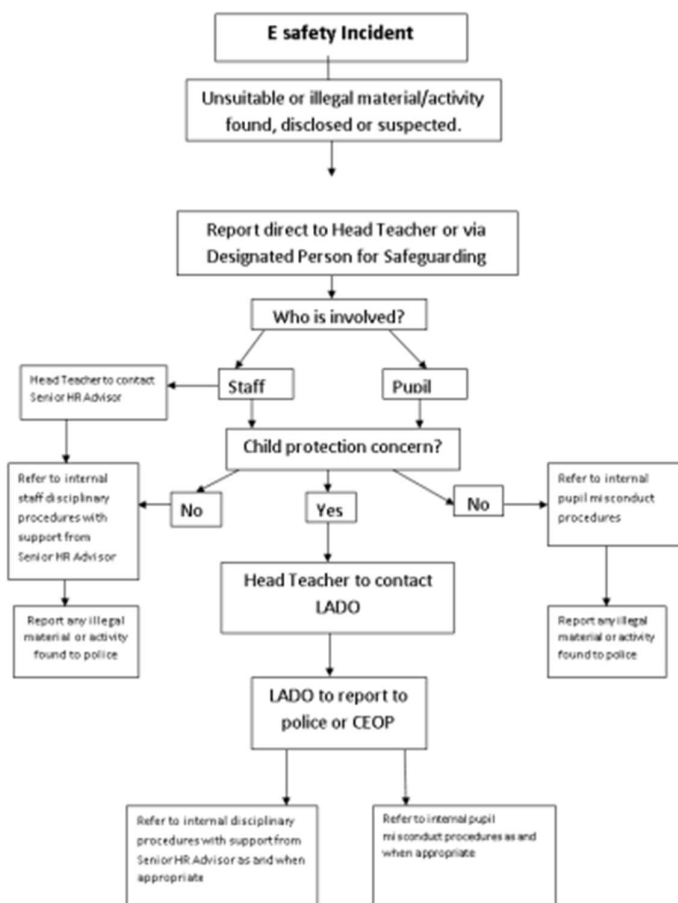 E safety Incident
Unsuitable or illegal material/activity
found, disclosed or suspected.
Report direct to Head Teacher or via
Designated Person for Safeguarding
Who is involved?
Head Teacher to contact
Senior HR Advisor
Staff
Pupil
Child protection concern?
Refer to internal
staff disciplinary
procedures with
support from
Senior HR Advisor
No
Yes
No
Refer to internal
pupil misconduct
procedures
Head Teacher to contact
LADO
Report any illegal
material or activity
found to police
Report any illegal
material or activity
found to police
LADO to report to
police or CEOP
Refer to internal disciplinary
procedures with support from
Senior HR Advisor as and when
appropriate
Refer to internal pupil
misconduct procedures as and
when appropriate